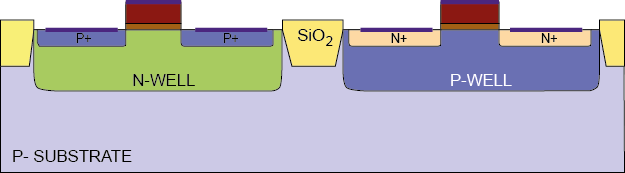 P+
P+
SiO₂
N+
N+
N-WELL
P-WELL
P- SUBSTRATE